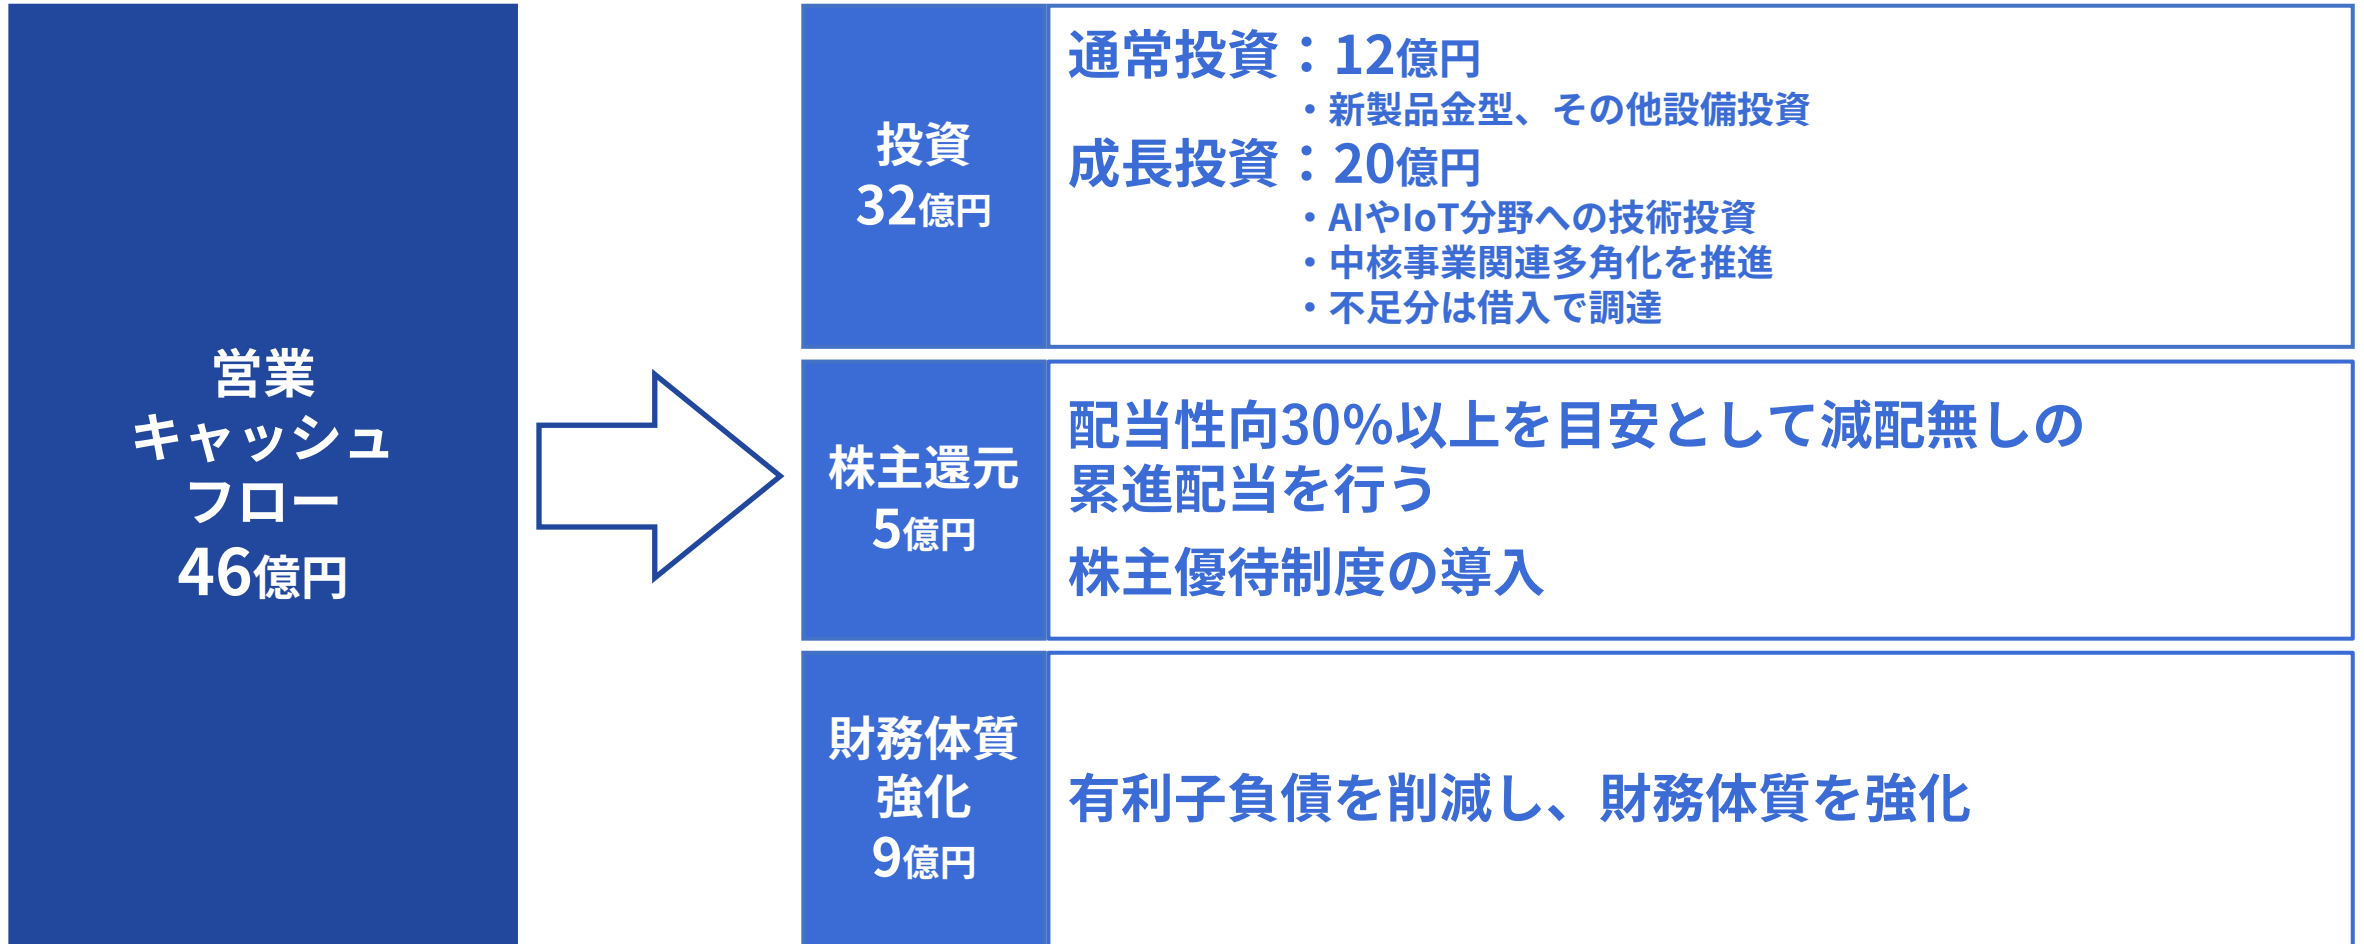 営業
キャッシュ
フロー
46億円
投資
32億円
通常投資：12億円
・新製品金型、その他設備投資
成長投資：20億円
・AIやIoT分野への技術投資
・中核事業関連多角化を推進
・不足分は借入で調達
株主還元
5億円
配当性向30%以上を目安として減配無しの
累進配当を行う
株主優待制度の導入
財務体質
強化
9億円
有利子負債を削減し、財務体質を強化